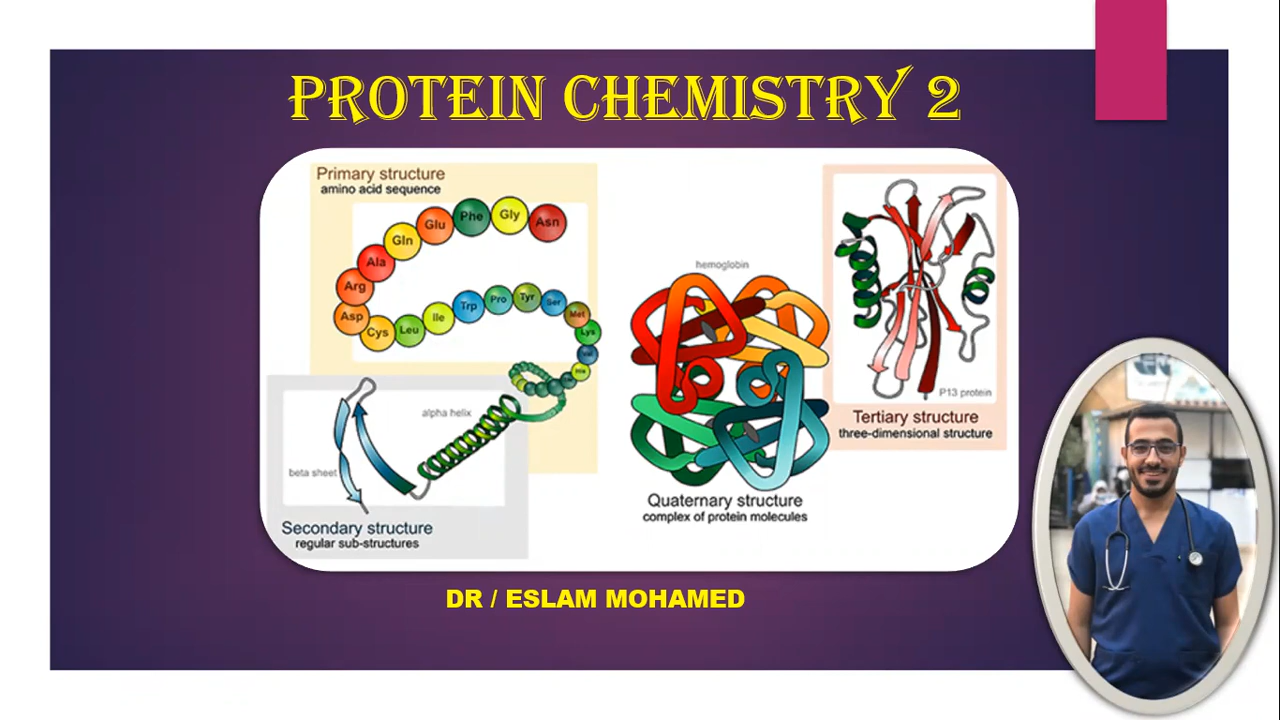 PROTEIN CHEMISTRY 2
Primary structure
amino acid sequence
Asn
Gly
Phe
Glu
Gln
Ala
Arg
Asp
Cys
Leu
Ile
Trp
Pro
Tyr
Ser
Met
Lys
alpha helix
beta sheet
Secondary structure
regular sub-structures
hemoglobin
Quaternary structure
complex of protein molecules
P13 protein
Tertiary structure
three-dimensional structure
DR / ESLAM MOHAMED